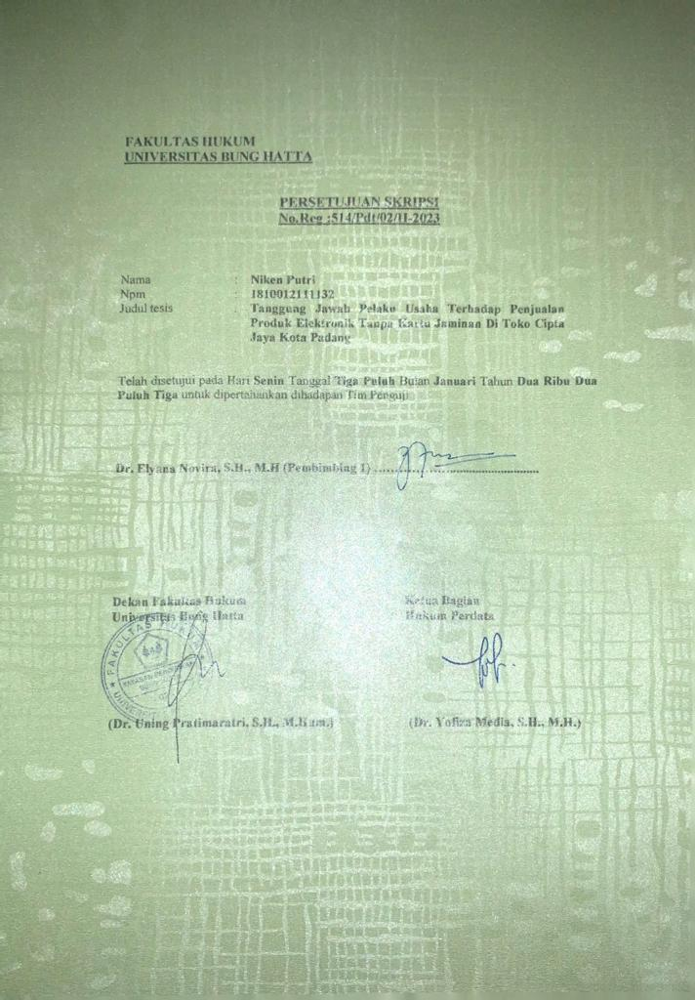 FAKULTAS HUKUM
UNIVERSITAS BUNG HATTA
PERSETUJUAN SKRIPSI
No.Reg :514/Pdt/02/II-2023
Nama : Niken Putri
Npm : 1810012111132
Judul tesis : Tanggung Jawab Pelaku Usaha Terhadap Penjualan
Produk Elektronik Tanpa Kartu Jaminan Di Toko Cipta
Jaya Kota Padang
Telah disetujui pada Hari Senin Tanggal Tiga Puluh Bulan Januari Tahun Dua Ribu Dua
Puluh Tiga untuk dipertahankan dihadapan Tim Penguji
Dr. Elyana Novira, S.H., M.H (Pembimbing I) ..........................................
Dekan Fakultas Hukum
Universitas Bung Hatta
Ketua Bagian
Hukum Perdata
FAKULTAS HUKUM
(Dr. Uning Pratimaratri, S.H., M.Hum.)
(Dr. Yofiza Media, S.H., M.H.)